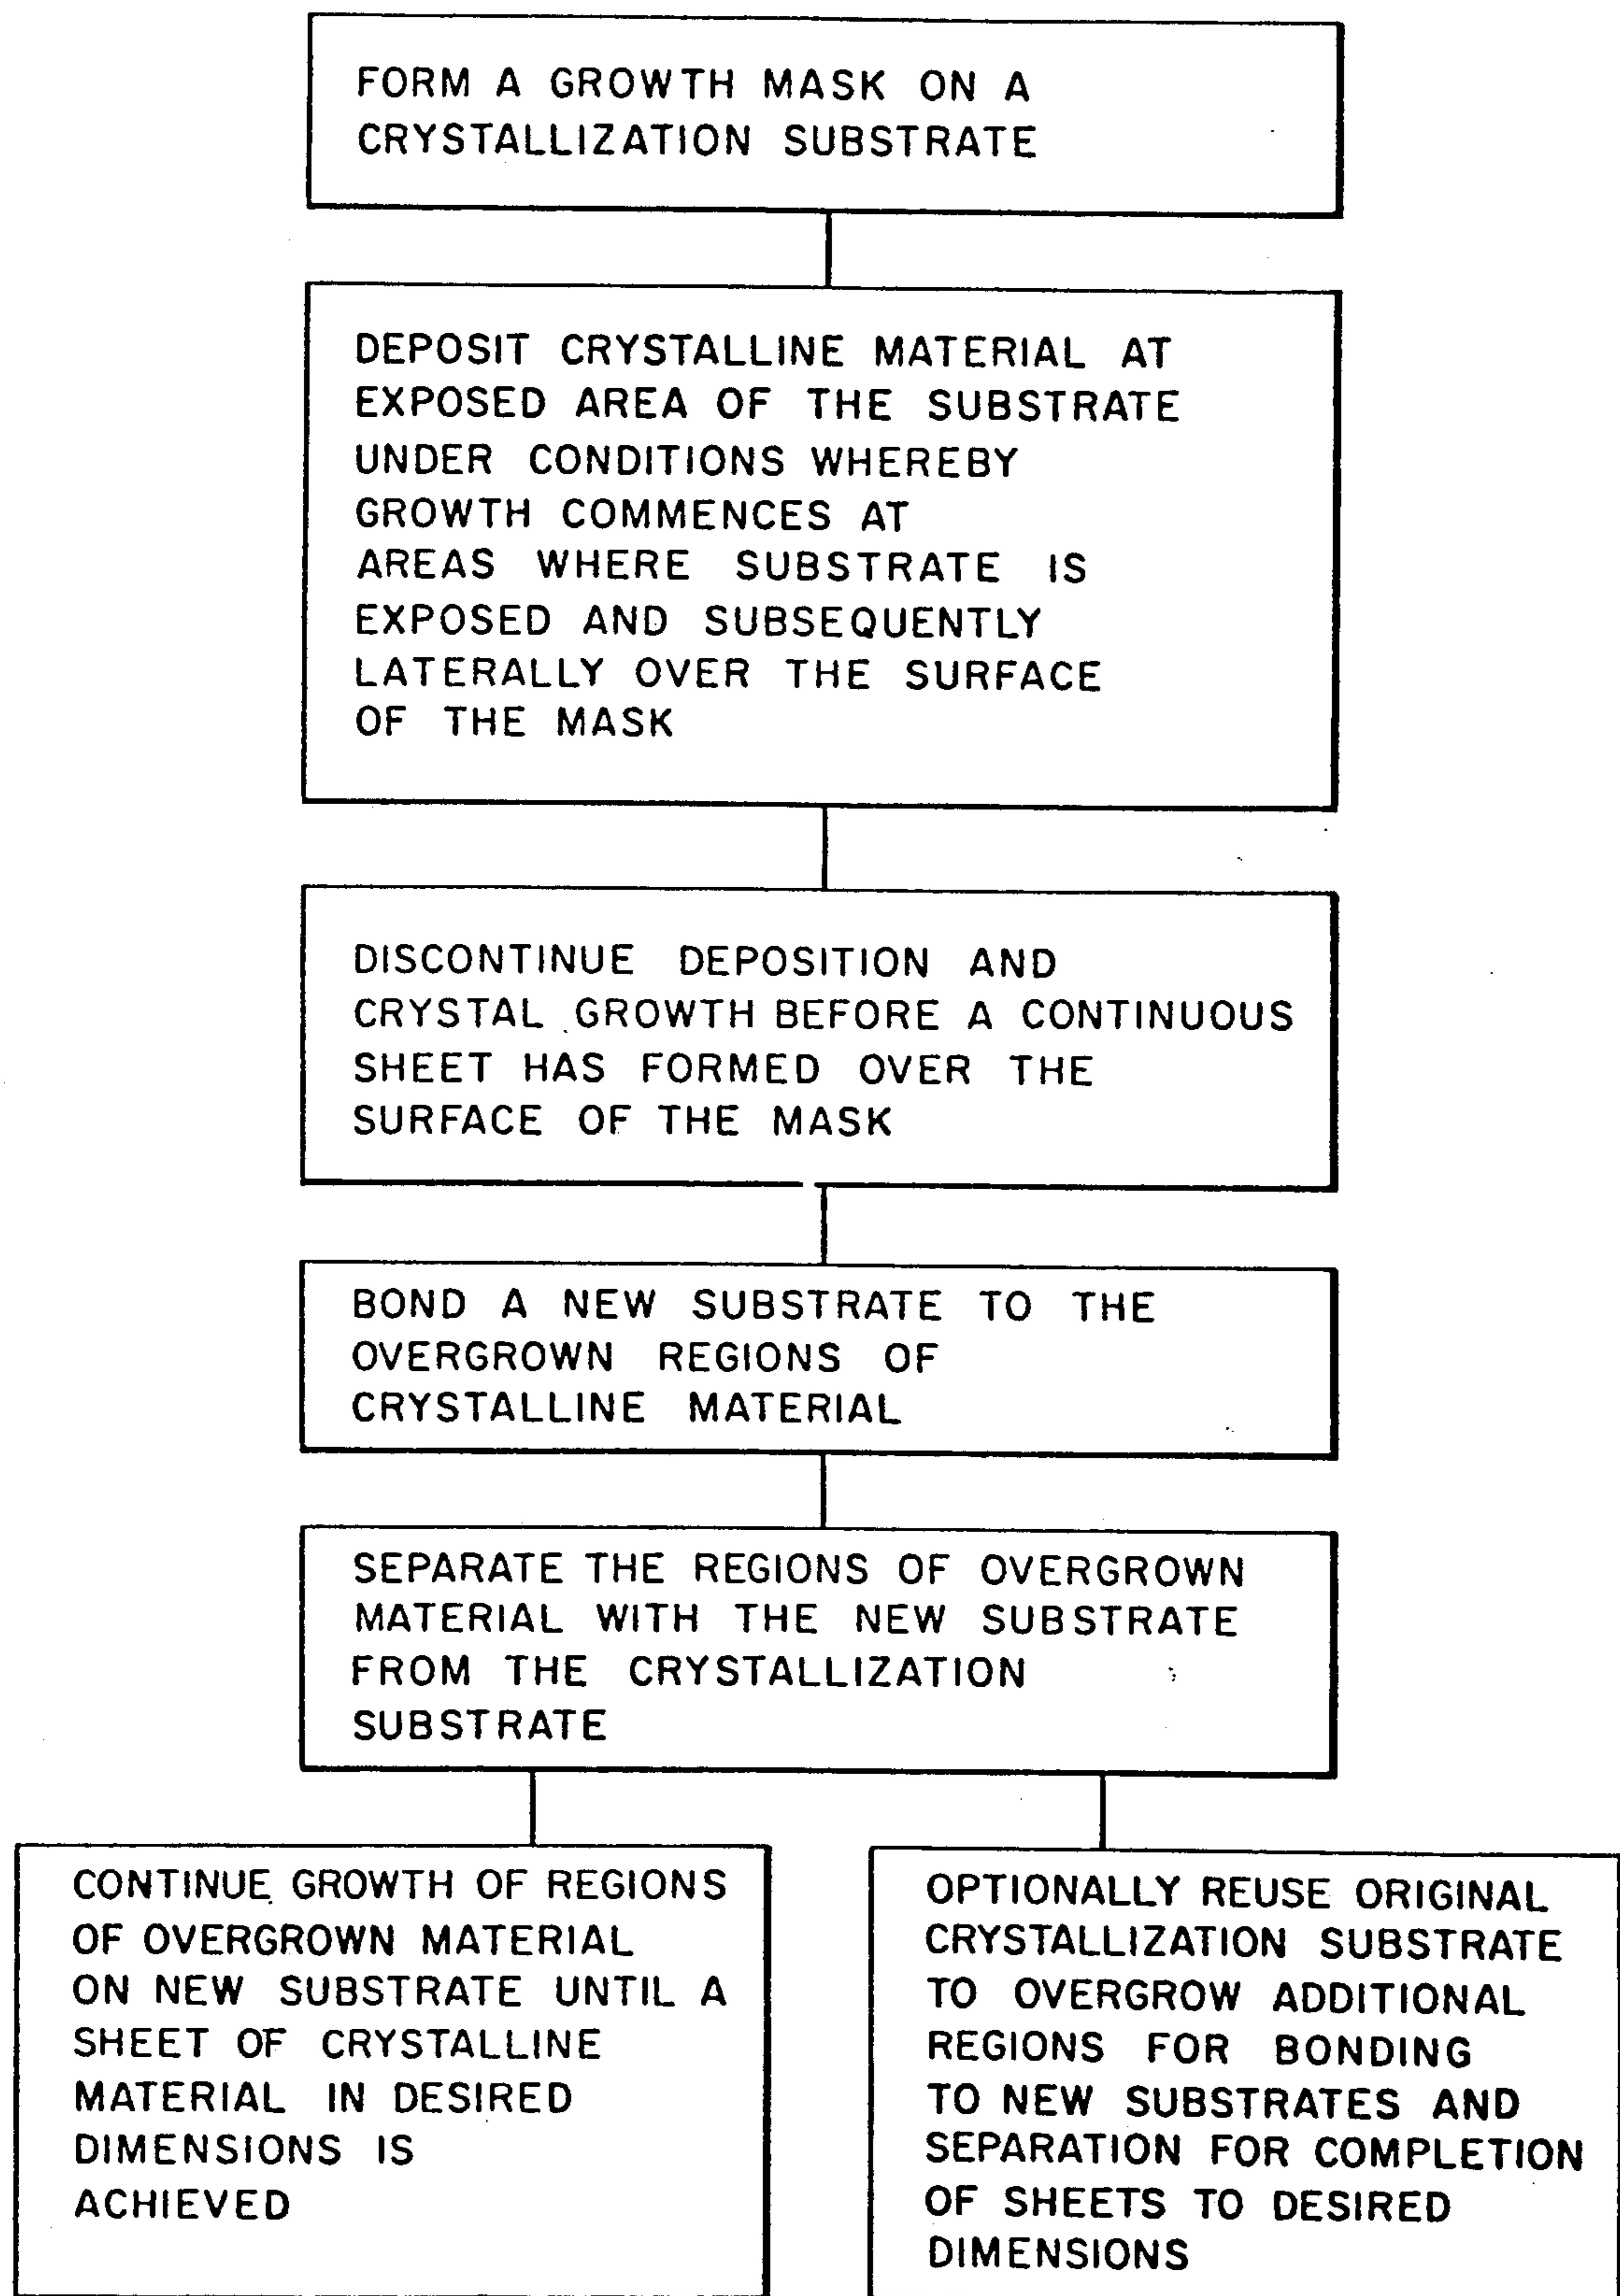 FORM A GROWTH MASK ON A
CRYSTALLIZATION SUBSTRATE
DEPOSIT CRYSTALLINE MATERIAL AT
EXPOSED AREA OF THE SUBSTRATE
UNDER CONDITIONS WHEREBY
GROWTH COMMENCES AT
AREAS WHERE SUBSTRATE IS
EXPOSED AND SUBSEQUENTLY
LATERALLY OVER THE SURFACE
OF THE MASK
DISCONTINUE DEPOSITION AND
CRYSTAL GROWTH BEFORE A CONTINUOUS
SHEET HAS FORMED OVER THE
SURFACE OF THE MASK
BOND A NEW SUBSTRATE TO THE
OVERGROWN REGIONS OF
CRYSTALLINE MATERIAL
SEPARATE THE REGIONS OF OVERGROWN
MATERIAL WITH THE NEW SUBSTRATE
FROM THE CRYSTALLIZATION
SUBSTRATE
CONTINUE GROWTH OF REGIONS
OF OVERGROWN MATERIAL
ON NEW SUBSTRATE UNTIL A
SHEET OF CRYSTALLINE
MATERIAL IN DESIRED
DIMENSIONS IS
ACHIEVED
OPTIONALLY REUSE ORIGINAL
CRYSTALLIZATION SUBSTRATE
TO OVERGROW ADDITIONAL
REGIONS FOR BONDING
TO NEW SUBSTRATES AND
SEPARATION FOR COMPLETION
OF SHEETS TO DESIRED
DIMENSIONS